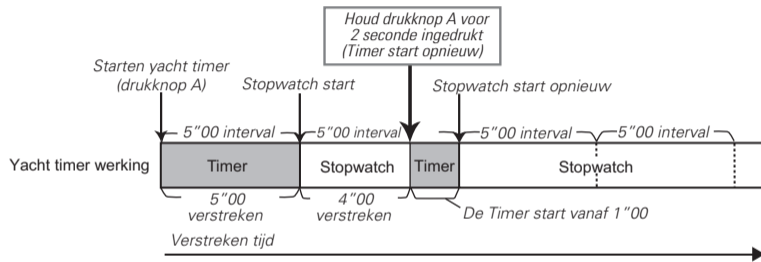 Houd drukknop A voor
2 seconde ingedrukt
(Timer start opnieuw)
Starten yacht timer
(drukknop A)
Stopwatch start
Stopwatch start opnieuw
5”00 interval
5”00 interval
5”00 interval
5”00 interval
Yacht timer werking
Timer
Stopwatch
Timer
Stopwatch
5”00
verstreken
4”00
verstreken
De Timer start vanaf 1”00
Verstreken tijd